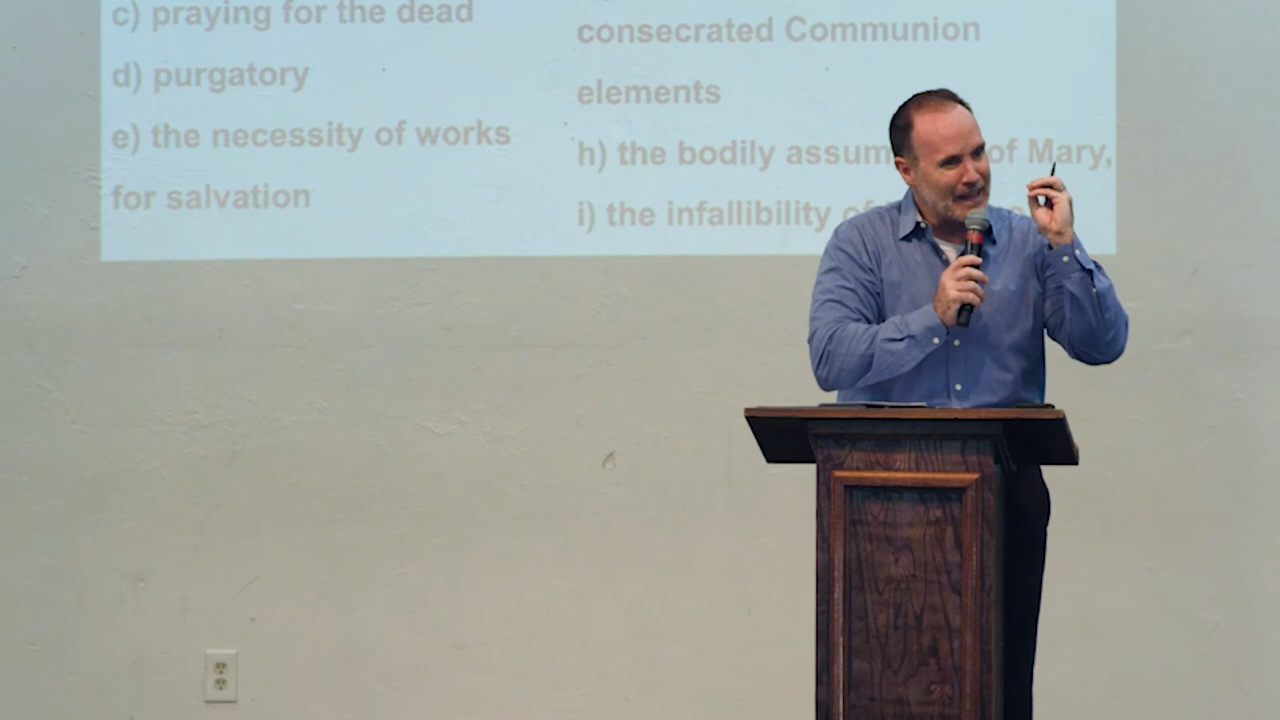 c) praying for the dead
d) purgatory
e) the necessity of works
for salvation
consecrated Communion
elements
h) the bodily assum of Mary,
i) the infallibility